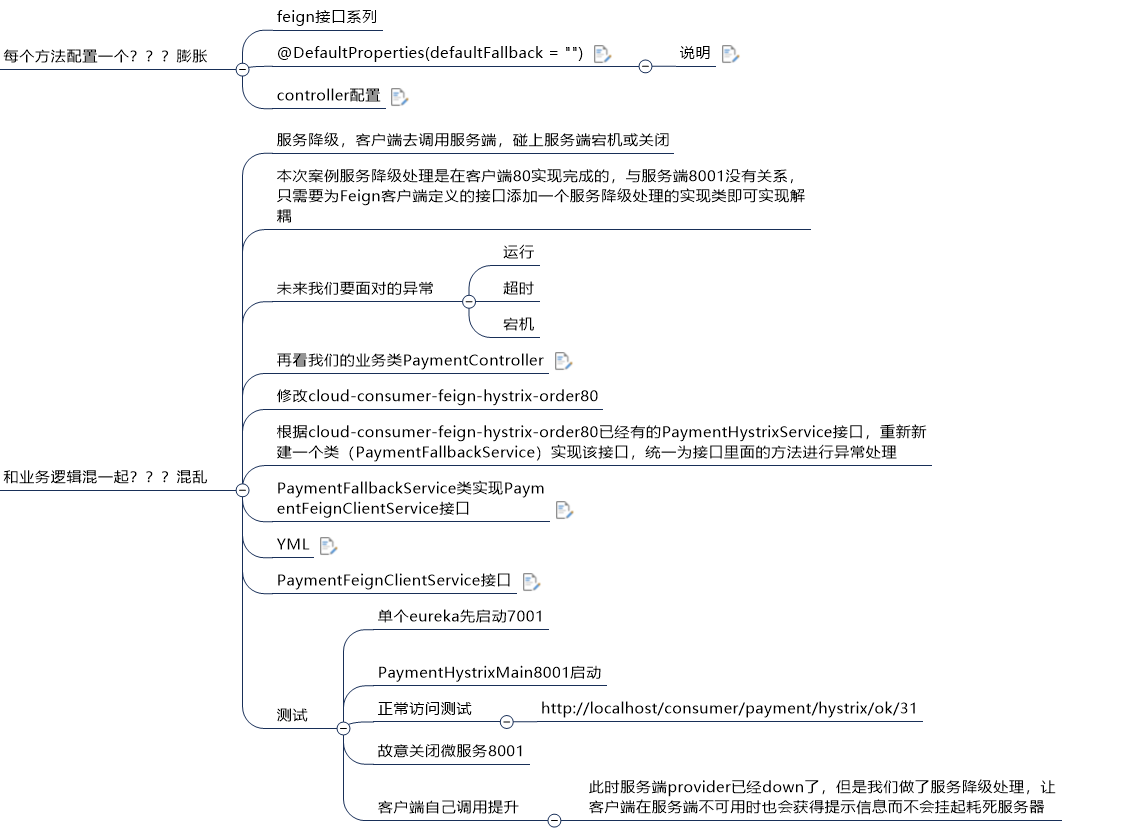 每个方法配置一个？？？膨胀
feign接口系列
@DefaultProperties(defaultFallback = "")
说明
controller配置
和业务逻辑混一起？？？混乱
服务降级，客户端去调用服务端，碰上服务端宕机或关闭
本次案例服务降级处理是在客户端80实现完成的，与服务端8001没有关系，
只需要为Feign客户端定义的接口添加一个服务降级处理的实现类即可实现解
耦
未来我们要面对的异常
运行
超时
宕机
再看我们的业务类PaymentController
修改cloud-consumer-feign-hystrix-order80
根据cloud-consumer-feign-hystrix-order80已经有的PaymentHystrixService接口，重新新
建一个类（PaymentFallbackService）实现该接口，统一为接口里面的方法进行异常处理
PaymentFallbackService类实现Paym
entFeignClientService接口
YML
PaymentFeignClientService接口
测试
单个eureka先启动7001
PaymentHystrixMain8001启动
正常访问测试
http://localhost/consumer/payment/hystrix/ok/31
故意关闭微服务8001
客户端自己调用提升
此时服务端provider已经down了，但是我们做了服务降级处理，让
客户端在服务端不可用时也会获得提示信息而不会挂起耗死服务器